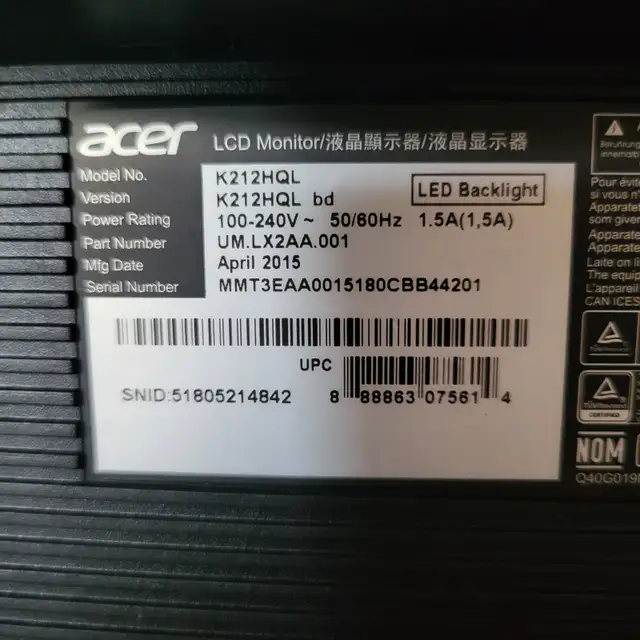 acer LCD Monitor/液晶顯示器/液晶显示器
Model No. K212HQL
LED Backlight
Version K212HQL bd
Power Rating 100-240V ~ 50/60Hz 1.5A(1,5A)
Part Number UM.LX2AA.001
Mfg Date April 2015
Serial Number MMT3EAA0015180CBB44201
UPC
SNID:51805214842
8 88863 07561 4
Pour évite
si vous n'
Apparate
som giver
Apparate
Apparate
Laite on li
The equip
L'appareil
CAN ICES
CERTIFIED
NOM
Q40G019